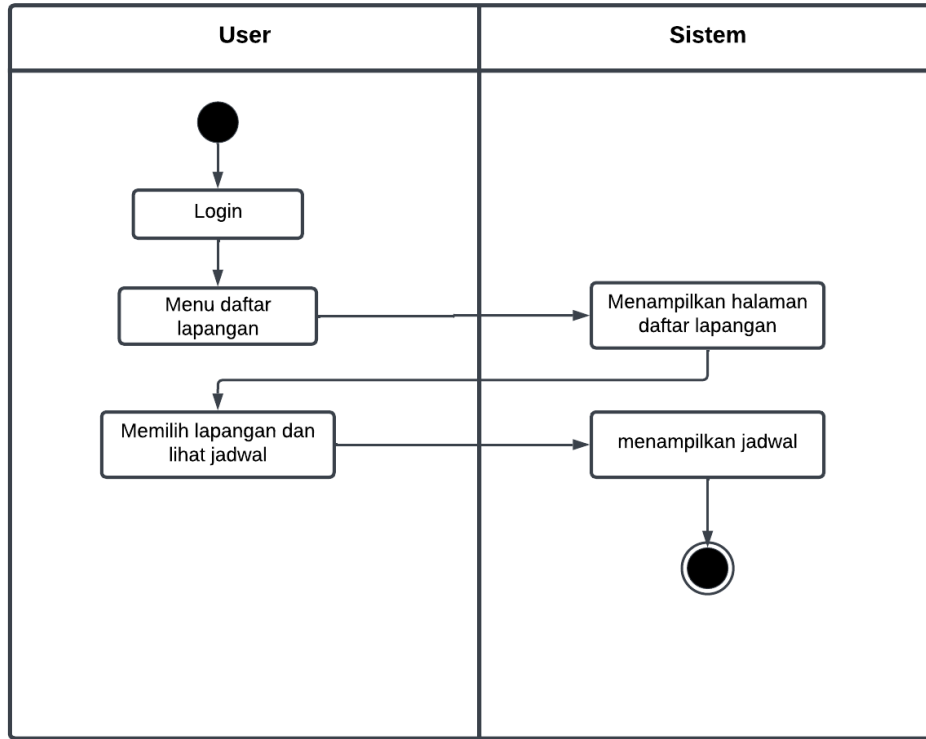 User
Sistem
Login
Menu daftar
lapangan
Menampilkan halaman
daftar lapangan
Memilih lapangan dan
lihat jadwal
menampilkan jadwal